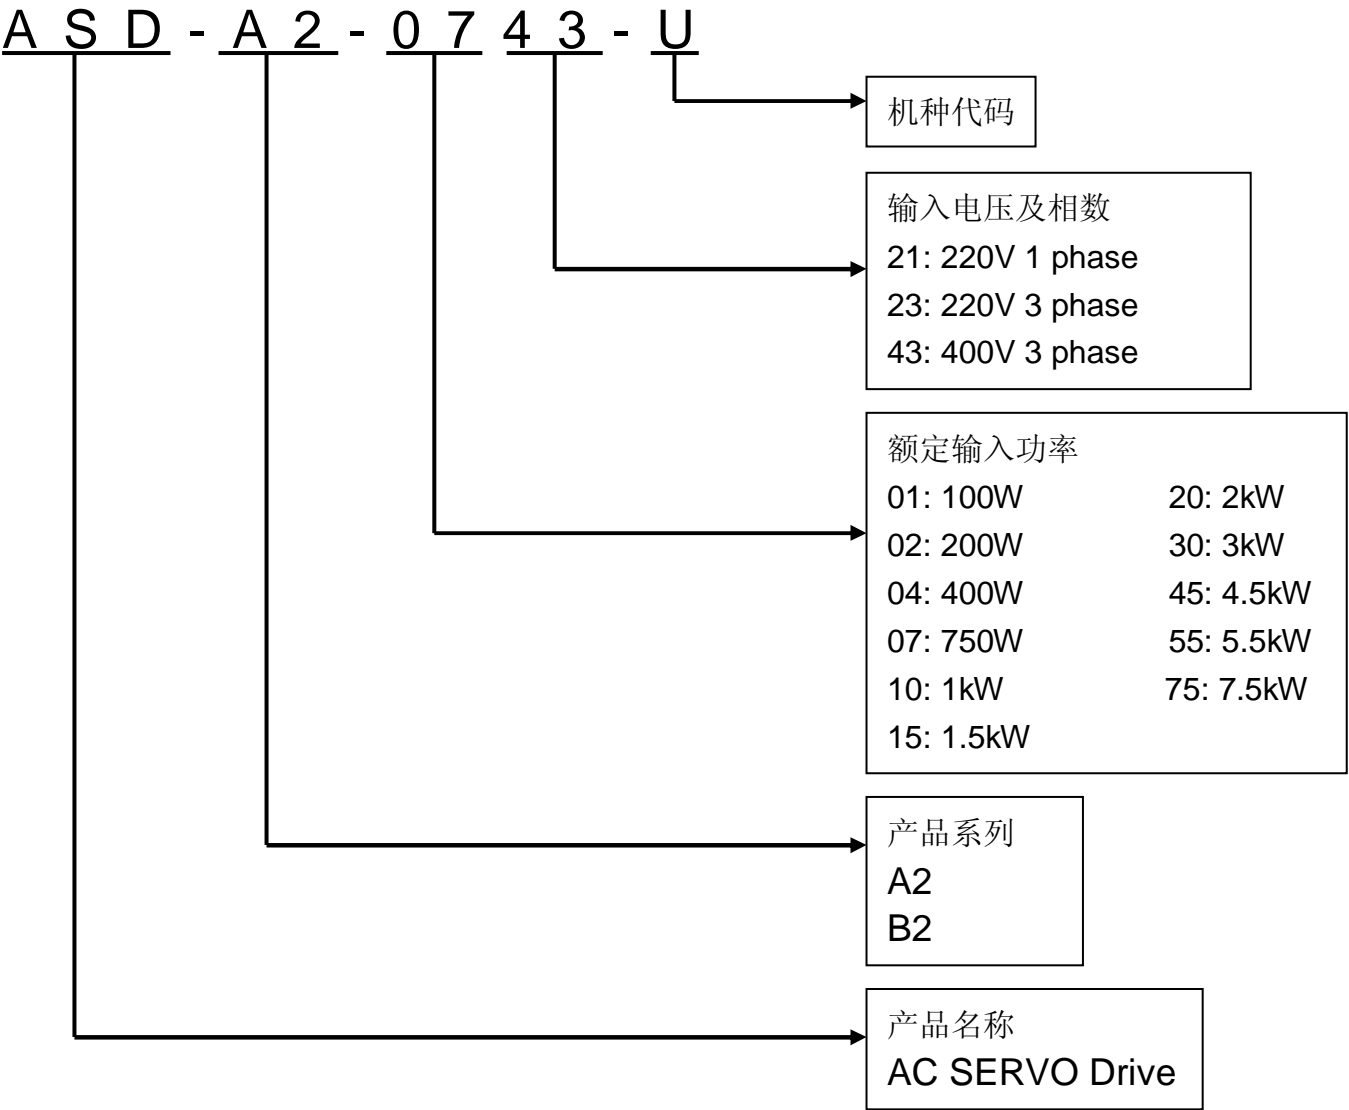 ASD-A2-0743-U
机种代码
输入电压及相数
21: 220V 1 phase
23: 220V 3 phase
43: 400V 3 phase
额定输入功率
01: 100W 20: 2kW
02: 200W 30: 3kW
04: 400W 45: 4.5kW
07: 750W 55: 5.5kW
10: 1kW 75: 7.5kW
15: 1.5kW
产品系列
A2
B2
产品名称
AC SERVO Drive